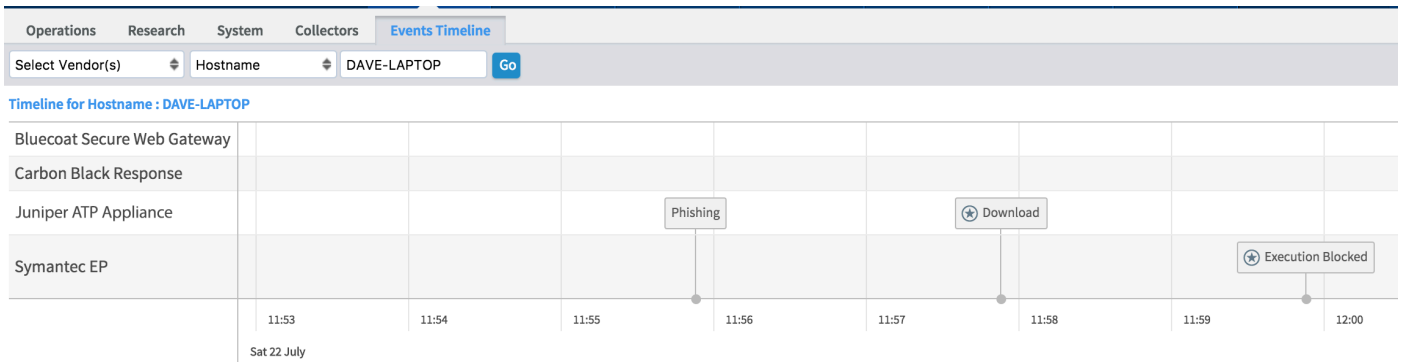 Operations Research System Collectors Events Timeline
Select Vendor(s) Hostname DAVE-LAPTOP Go
Timeline for Hostname : DAVE-LAPTOP
Bluecoat Secure Web Gateway
Carbon Black Response
Juniper ATP Appliance Phishing Download
Symantec EP Execution Blocked
11:53 11:54 11:55 11:56 11:57 11:58 11:59 12:00
Sat 22 July